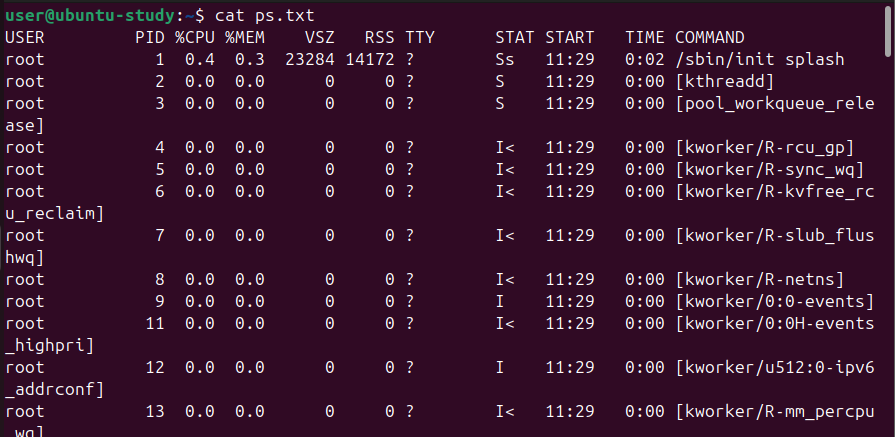 user@ubuntu-study:~$ cat ps.txt
USER         PID %CPU %MEM    VSZ   RSS TTY      STAT START   TIME COMMAND
root           1  0.4  0.3  23284 14172 ?        Ss   11:29   0:02 /sbin/init splash
root           2  0.0  0.0      0     0 ?        S    11:29   0:00 [kthreadd]
root           3  0.0  0.0      0     0 ?        S    11:29   0:00 [pool_workqueue_rele
ase]
root           4  0.0  0.0      0     0 ?        I<   11:29   0:00 [kworker/R-rcu_gp]
root           5  0.0  0.0      0     0 ?        I<   11:29   0:00 [kworker/R-sync_wq]
root           6  0.0  0.0      0     0 ?        I<   11:29   0:00 [kworker/R-kvfree_rc
u_reclaim]
root           7  0.0  0.0      0     0 ?        I<   11:29   0:00 [kworker/R-slub_flus
hwq]
root           8  0.0  0.0      0     0 ?        I<   11:29   0:00 [kworker/R-netns]
root           9  0.0  0.0      0     0 ?        I    11:29   0:00 [kworker/0:0-events]
root          11  0.0  0.0      0     0 ?        I<   11:29   0:00 [kworker/0:0H-events
_highpri]
root          12  0.0  0.0      0     0 ?        I    11:29   0:00 [kworker/u512:0-ipv6
_addrconf]
root          13  0.0  0.0      0     0 ?        I<   11:29   0:00 [kworker/R-mm_percpu
_wq]